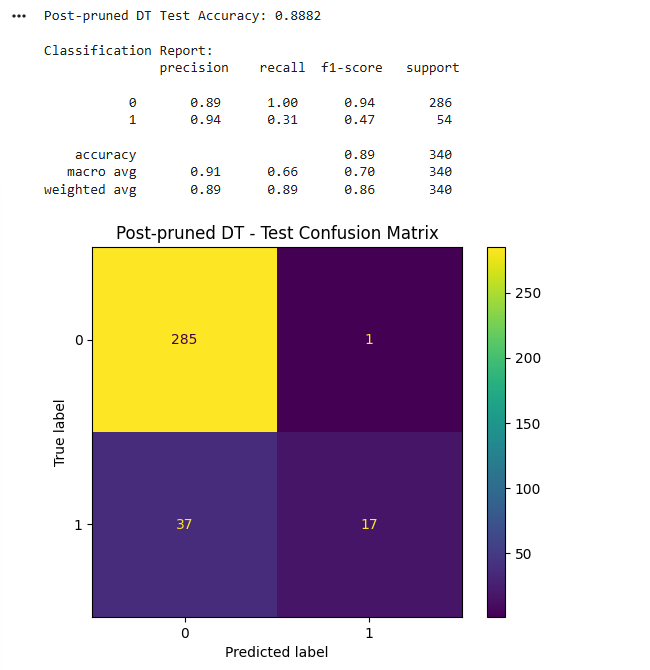 ••• Post-pruned DT Test Accuracy: 0.8882
Classification Report:
precision recall f1-score support
0 0.89 1.00 0.94 286
1 0.94 0.31 0.47 54
accuracy 0.89 340
macro avg 0.91 0.66 0.70 340
weighted avg 0.89 0.89 0.86 340
Post-pruned DT - Test Confusion Matrix
250
0 285 1
200
150
True label
100
1 37 17
50
0 1
Predicted label